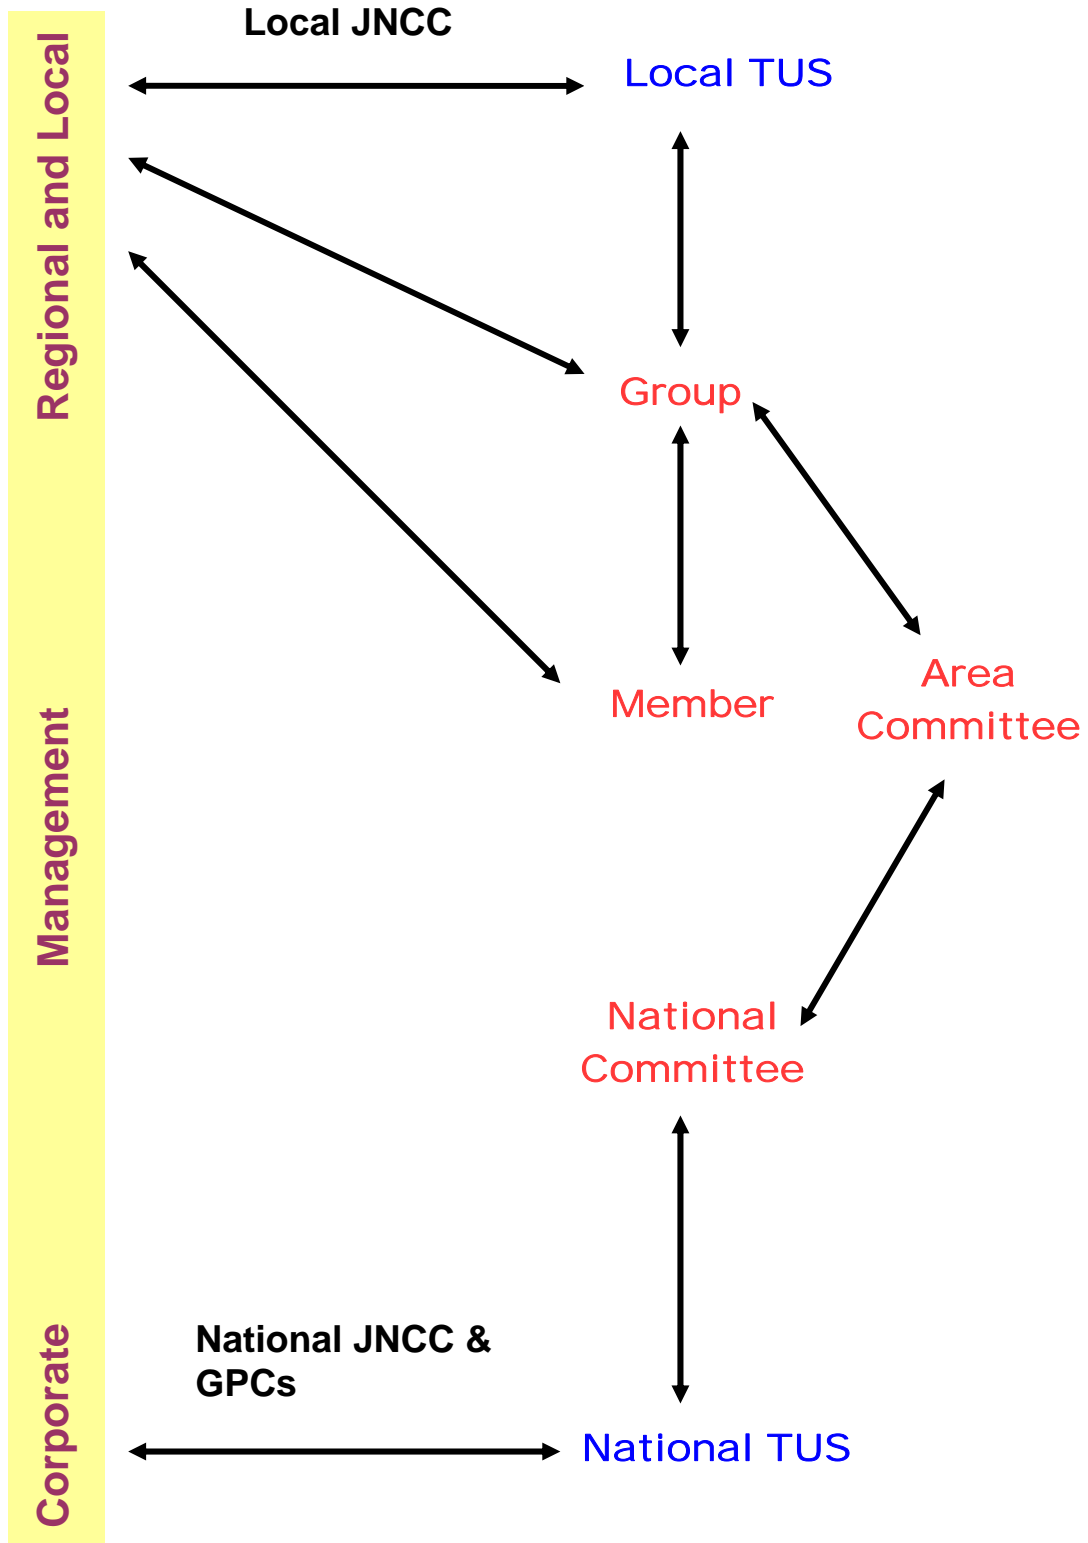 Local JNCC
Local TUS
Regional and Local
Group
Member
Area
Committee
Management
National
Committee
National JNCC &
GPCs
Corporate
National TUS